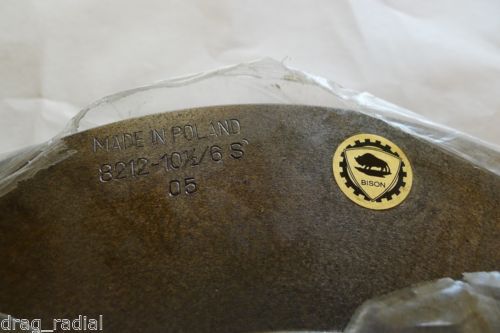 MADE IN POLAND
8212-10½/6 S
05
BISON
drag_radial